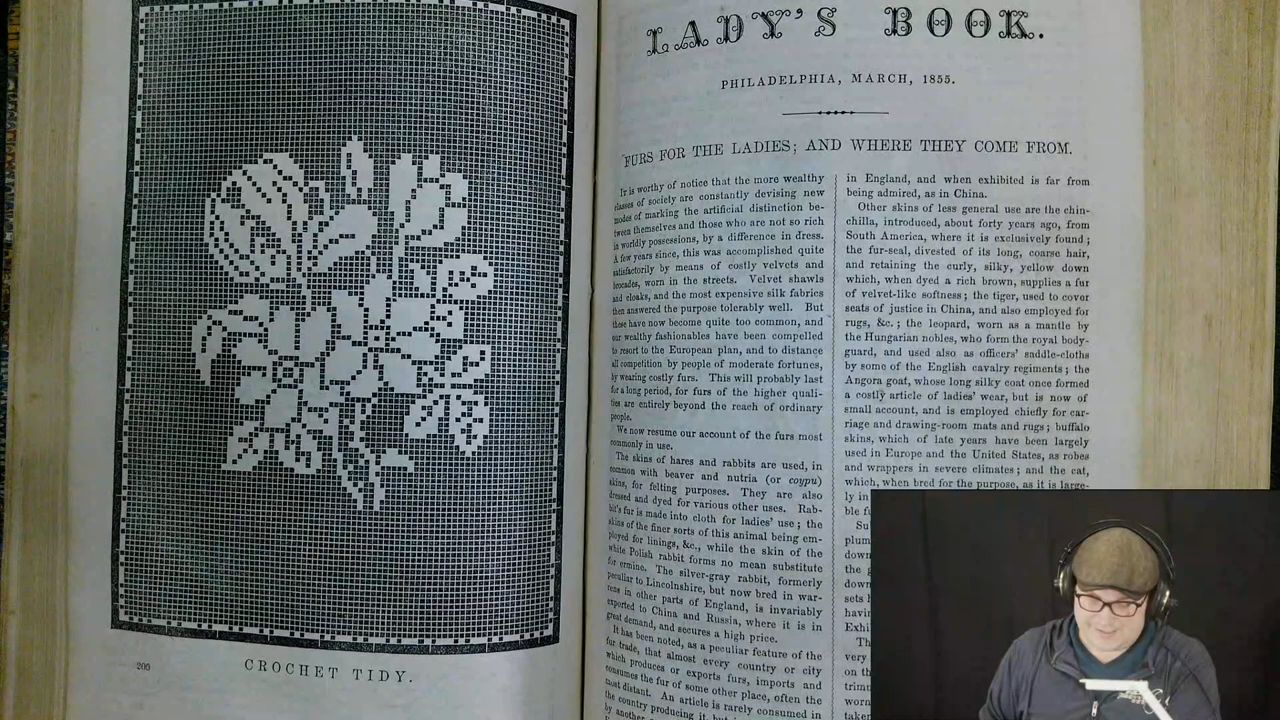 200
CROCHET TIDY.
LADY'S BOOK.
PHILADELPHIA, MARCH, 1855.
FURS FOR THE LADIES; AND WHERE THEY COME FROM.
It is worthy of notice that the more wealthy
classes of society are constantly devising new
modes of marking the artificial distinction be-
tween themselves and those who are not so rich
in worldly possessions, by a difference in dress.
A few years since, this was accomplished quite
satisfactorily by means of costly velvets and
brocades, worn in the streets. Velvet shawls
and cloaks, and the most expensive silk fabrics
then answered the purpose tolerably well. But
these have now become quite too common, and
our wealthy fashionables have been compelled
to resort to the European plan, and to distance
all competition by people of moderate fortunes,
by wearing costly furs. This will probably last
for a long period, for furs of the higher quali-
ties are entirely beyond the reach of ordinary
people.
We now resume our account of the furs most
commonly in use.
The skins of hares and rabbits are used, in
common with beaver and nutria (or coypu)
skins, for felting purposes. They are also
dressed and dyed for various other uses. Rab-
bit's fur is made into cloth for ladies' use; the
skins of the finer sorts of this animal being em-
ployed for linings, &c., while the skin of the
white Polish rabbit forms no mean substitute
for ermine. The silver-gray rabbit, formerly
peculiar to Lincolnshire, but now bred in war-
rens in other parts of England, is invariably
exported to China and Russia, where it is in
great demand, and secures a high price.
It has been noted, as a peculiar feature of the
fur trade, that almost every country or city
which produces or exports furs, imports and
consumes the fur of some other place, often the
most distant. An article is rarely consumed in
the country producing it, but
by another
in England, and when exhibited is far from
being admired, as in China.
Other skins of less general use are the chin-
chilla, introduced, about forty years ago, from
South America, where it is exclusively found;
the fur-seal, divested of its long, coarse hair,
and retaining the curly, silky, yellow down
which, when dyed a rich brown, supplies a fur
of velvet-like softness; the tiger, used to cover
seats of justice in China, and also employed for
rugs, &c.; the leopard, worn as a mantle by
the Hungarian nobles, who form the royal body-
guard, and used also as officers' saddle-cloths
by some of the English cavalry regiments; the
Angora goat, whose long silky coat once formed
a costly article of ladies' wear, but is now of
small account, and is employed chiefly for car-
riage and drawing-room mats and rugs; buffalo
skins, which of late years have been largely
used in Europe and the United States, as robes
and wrappers in severe climates; and the cat,
which, when bred for the purpose, as it is large-
ly in
ble
Su
plum
down
the
down
sets
havin
Exhi
Th
very
on th
trim
worn
taken